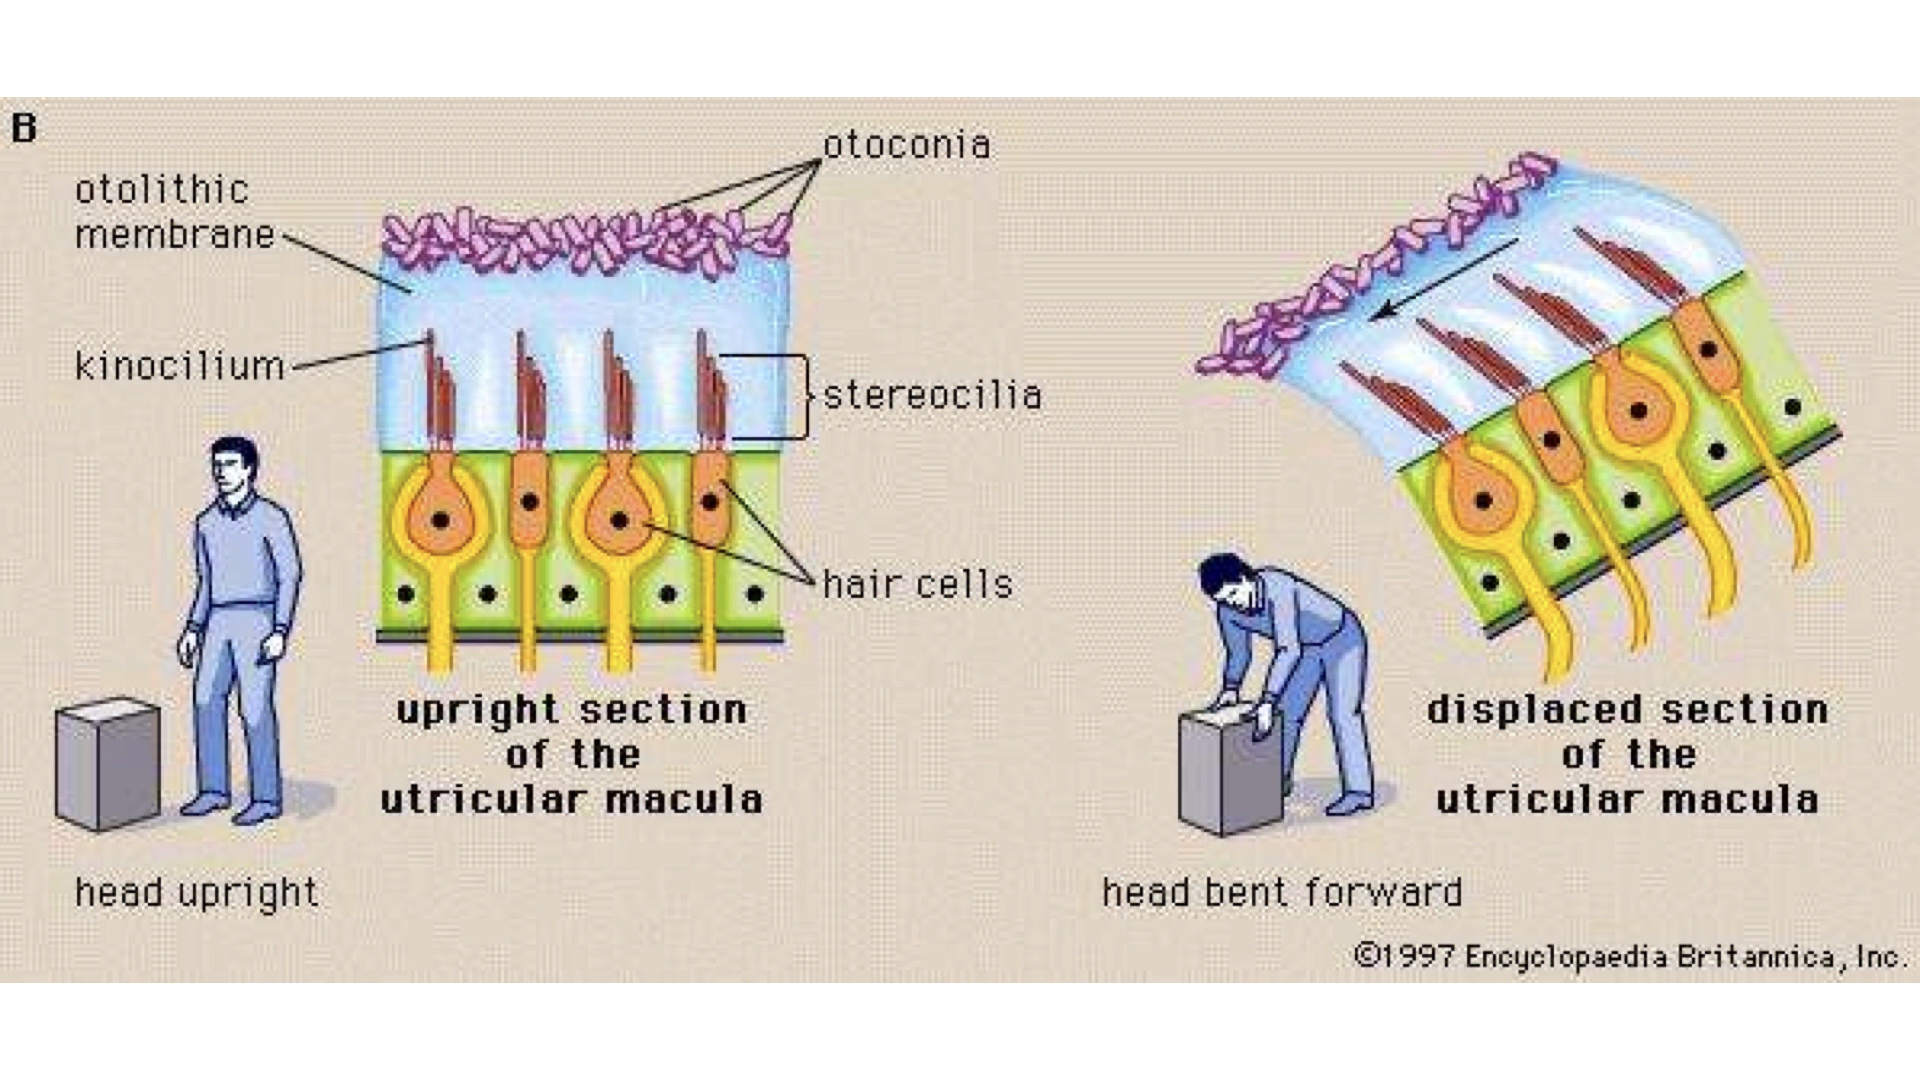 B
otolithic
membrane
kinocilium
otoconia
stereocilia
hair cells
upright section
of the
utricular macula
head upright
displaced section
of the
utricular macula
head bent forward
©1997 Encyclopaedia Britannica, Inc.